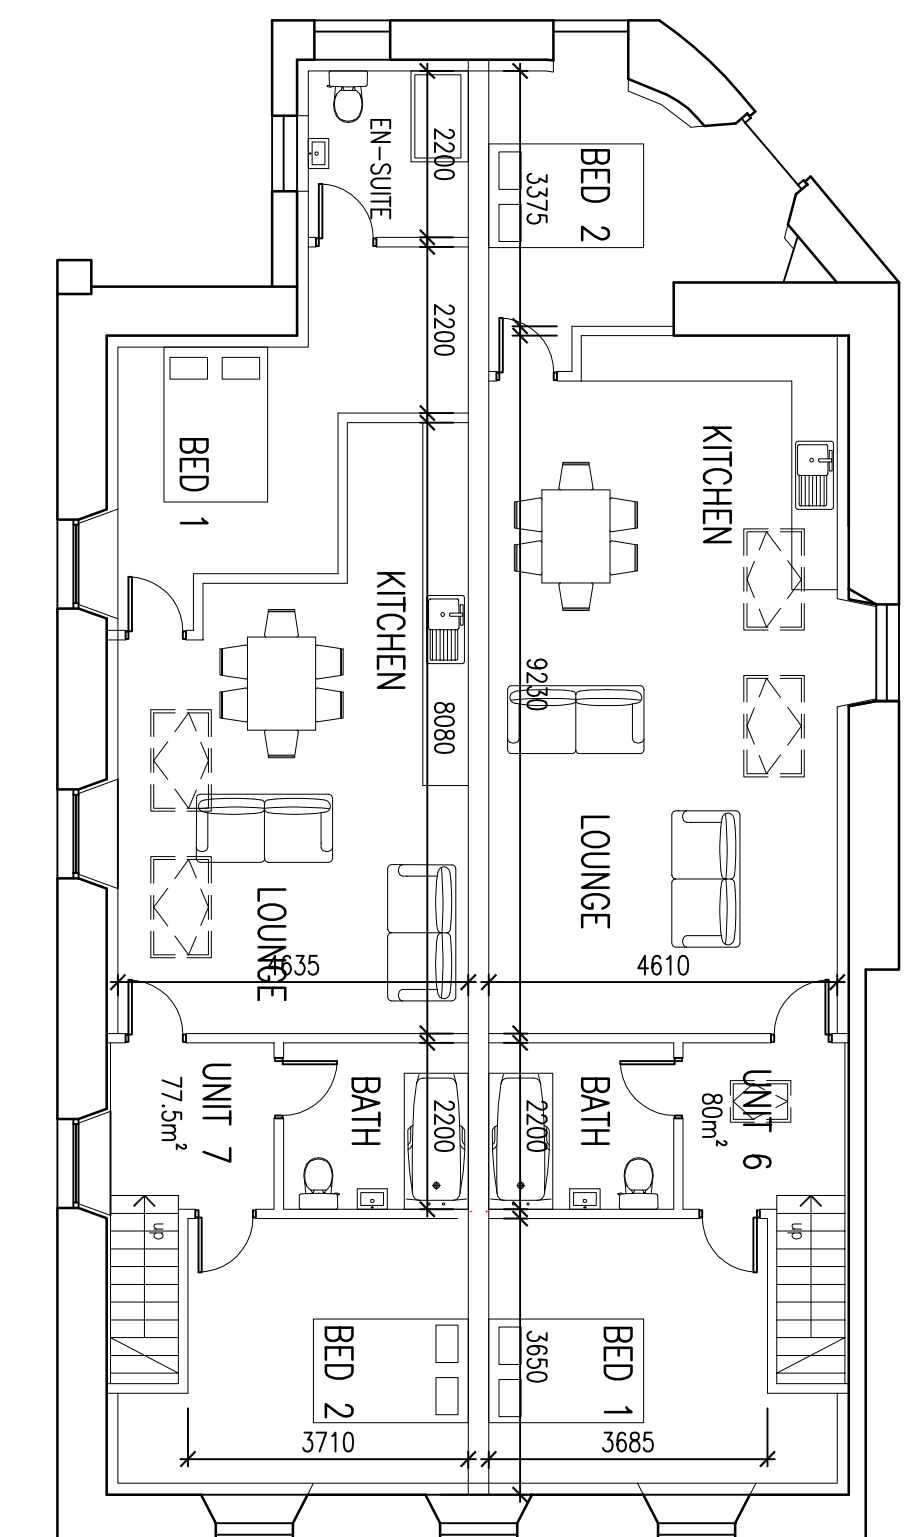 EN-SUITE
2200
3375
BED 2
2200
BED 1
KITCHEN
KITCHEN
9230
8080
LOUNGE
LOUNGE
4635
4610
UNIT 7
77.5m²
BATH
2200
2200
BATH
UNIT 6
80m²
up
up
BED 2
3650
BED 1
3710
3685